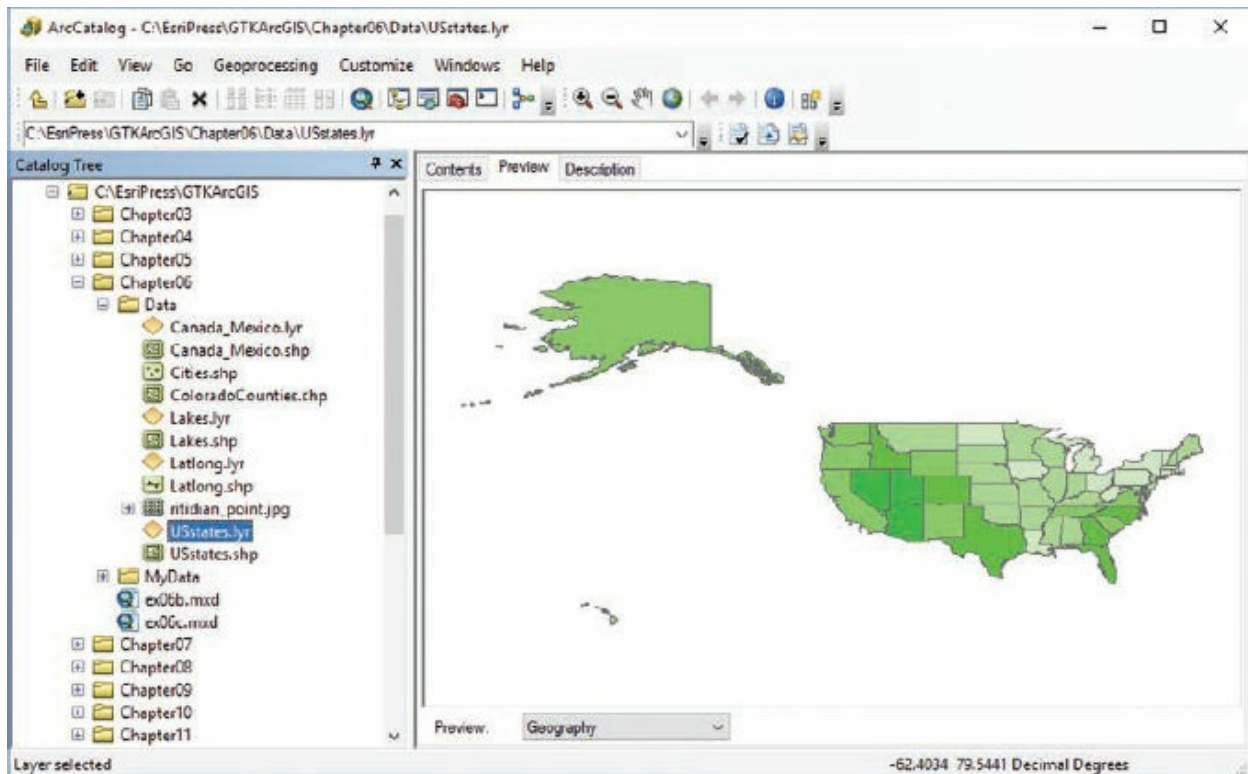 ArcCatalog - C:\EsriPress\GTKArcGIS\Chapter06\Data\USstates.lyr
File Edit View Go Geoprocessing Customize Windows Help
C:\EsriPress\GTKArcGIS\Chapter06\Data\USstates.lyr
Catalog Tree
C:\EsriPress\GTKArcGIS
Chapter03
Chapter04
Chapter05
Chapter06
Data
Canada_Mexico.lyr
Canada_Mexico.shp
Cities.shp
ColoradoCounties.shp
Lakes.lyr
Lakes.shp
Latlong.lyr
Latlong.shp
ritidian_point.jpg
USstates.lyr
USstates.shp
MyData
ex06b.mxd
ex06c.mxd
Chapter07
Chapter08
Chapter09
Chapter10
Chapter11
Contents Preview Description
Preview: Geography
Layer selected
-62.4034 79.5441 Decimal Degrees